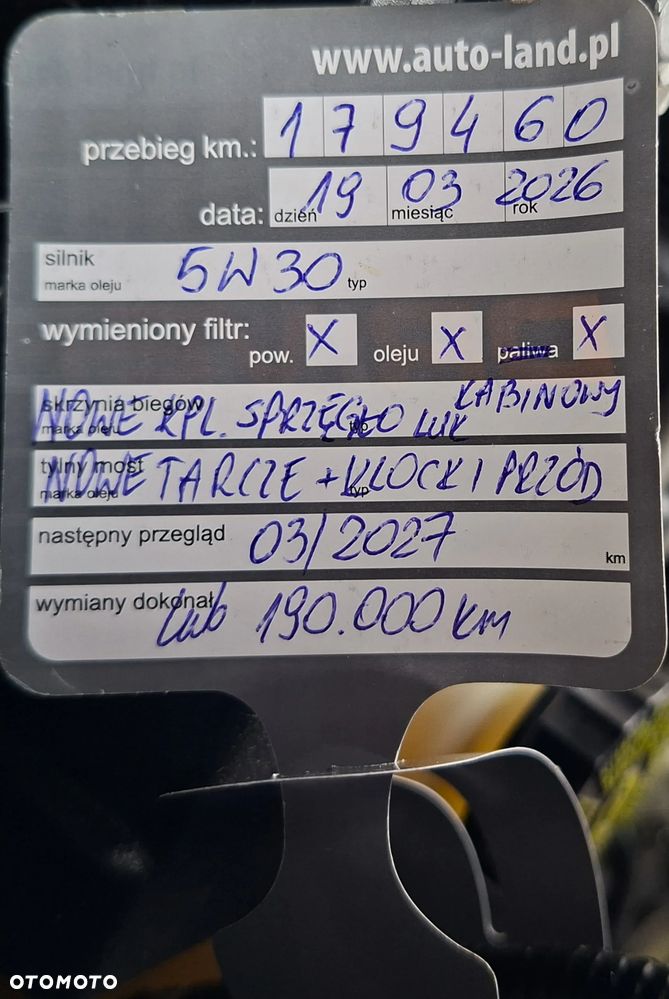 www.auto-land.pl
przebieg km.: 179460
data: dzień 19 miesiąc 03 rok 2026
silnik
marka oleju 5W30 typ
wymieniony filtr: pow. X oleju X paliwa X
KABINOWY
skrzynia biegów
marka oleju NOWE KPL. SPRZĘGŁO LUK
tylny most
marka oleju NOWE TARCZE + KLOCKI PRZÓD typ
następny przegląd 03/2027 km
wymiany dokonał lub 190.000 km
OTOMOTO